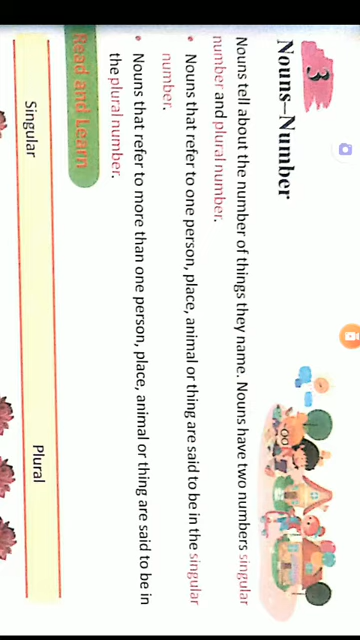 3
Nouns–Number
Nouns tell about the number of things they name. Nouns have two numbers singular
number and plural number.
• Nouns that refer to one person, place, animal or thing are said to be in the singular
number.
• Nouns that refer to more than one person, place, animal or thing are said to be in
the plural number.
Read and Learn
Singular Plural